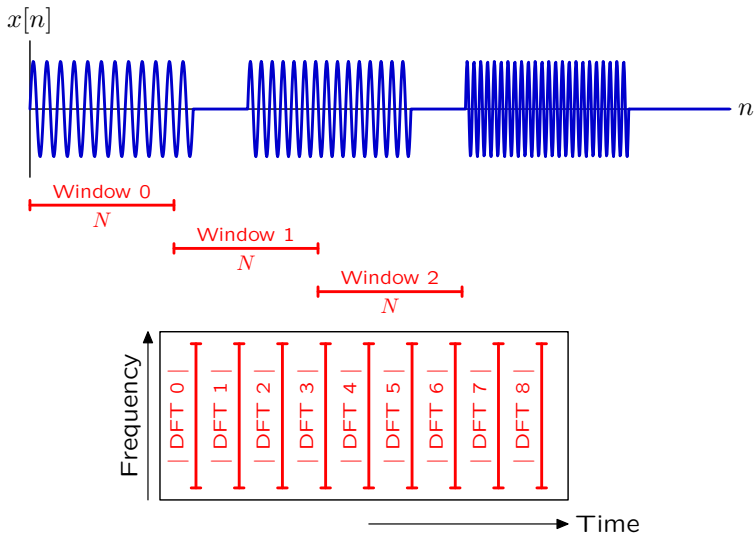 x[n]
n
Window 0
N
Window 1
N
Window 2
N
Frequency
| DFT 0 |
| DFT 1 |
| DFT 2 |
| DFT 3 |
| DFT 4 |
| DFT 5 |
| DFT 6 |
| DFT 7 |
| DFT 8 |
Time